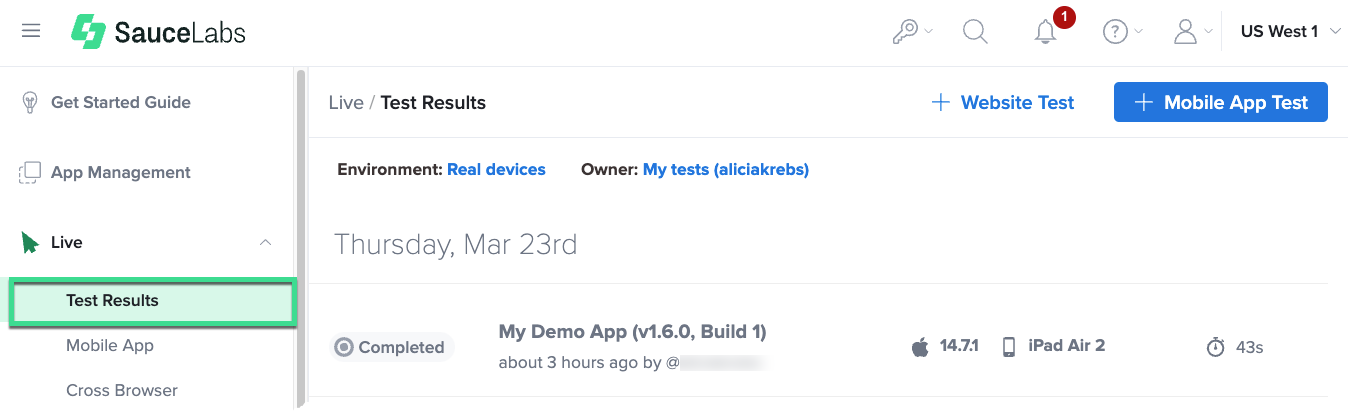 SauceLabs
1
?
US West 1
Get Started Guide
App Management
Live
Test Results
Mobile App
Cross Browser
Live / Test Results
+ Website Test
+ Mobile App Test
Environment: Real devices
Owner: My tests (aliciakrebs)
Thursday, Mar 23rd
Completed
My Demo App (v1.6.0, Build 1)
about 3 hours ago by @
14.7.1
iPad Air 2
43s